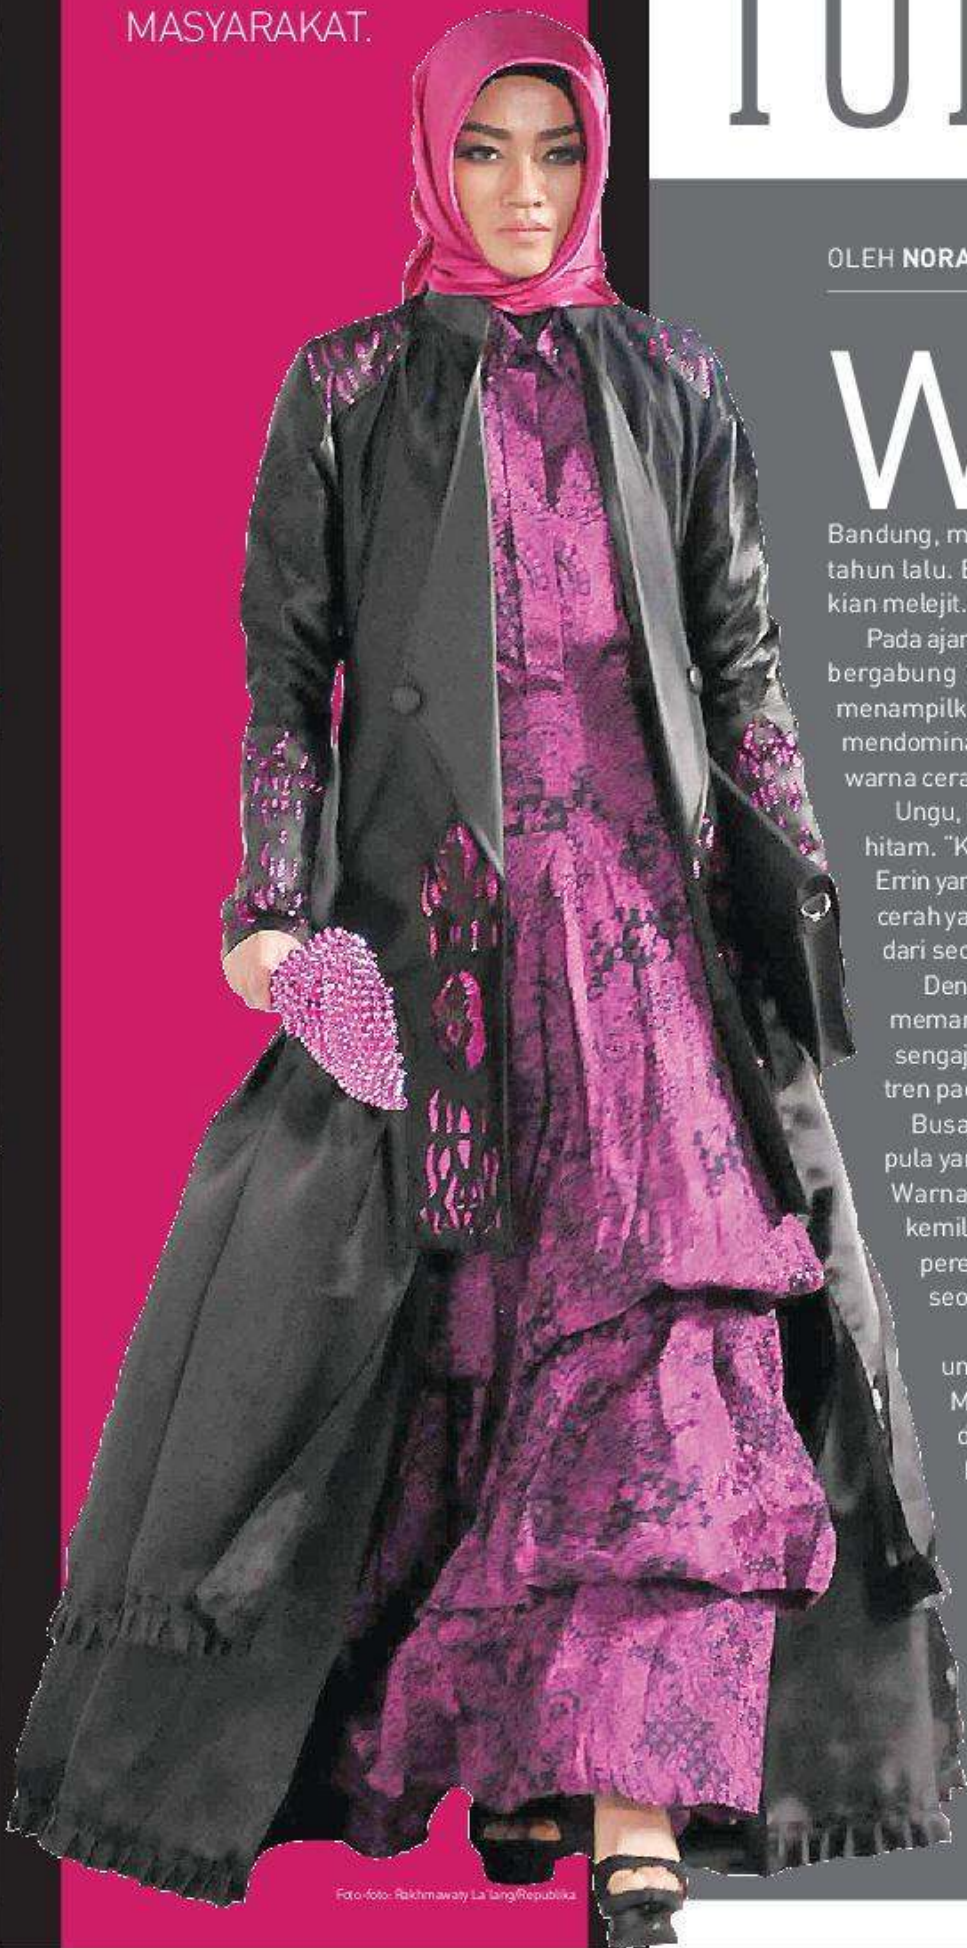 MASYARAKAT.
OLEH NORA
W
Bandung, m
tahun lalu. E
kian melejit.
Pada ajar
bergabung
menampilk
mendomina
warna cera
Ungu,
hitam. "K
Errin yan
cerah ya
dari sec
Den
memar
sengaj
tren pa
Busa
pula yan
Warna
kemil
pere
seo
un
M
d
Foto-foto: Rakhmawaty La'lang/Republika